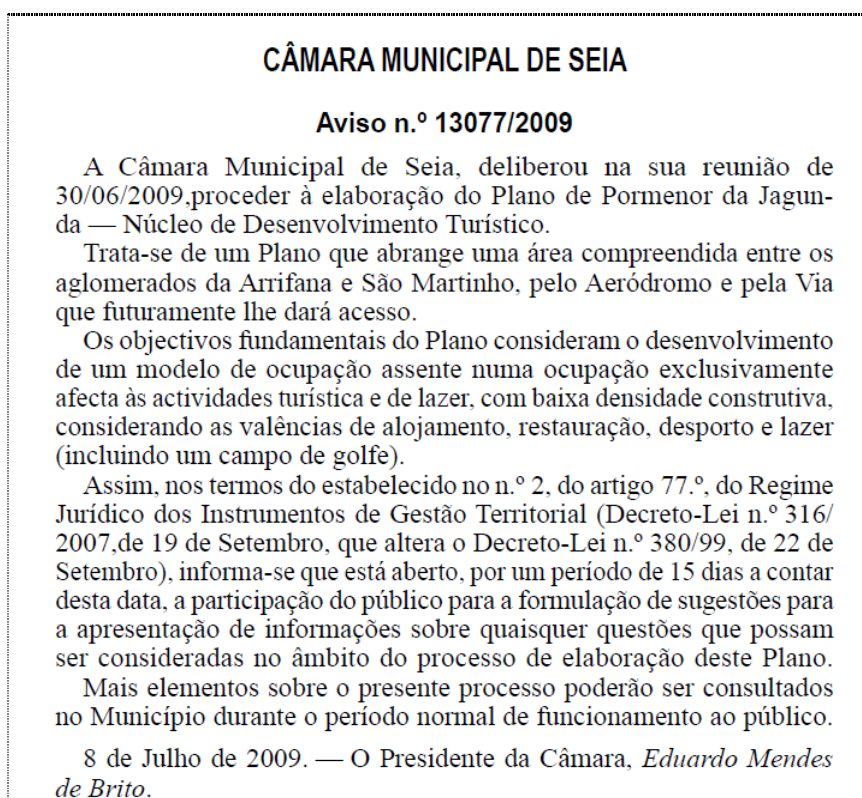 CÂMARA MUNICIPAL DE SEIA
Aviso n.º 13077/2009
A Câmara Municipal de Seia, deliberou na sua reunião de
30/06/2009,proceder à elaboração do Plano de Pormenor da Jagun-
da — Núcleo de Desenvolvimento Turístico.
Trata-se de um Plano que abrange uma área compreendida entre os
aglomerados da Arrifana e São Martinho, pelo Aeródromo e pela Via
que futuramente lhe dará acesso.
Os objectivos fundamentais do Plano consideram o desenvolvimento
de um modelo de ocupação assente numa ocupação exclusivamente
afecta às actividades turística e de lazer, com baixa densidade construtiva,
considerando as valências de alojamento, restauração, desporto e lazer
(incluindo um campo de golfe).
Assim, nos termos do estabelecido no n.º 2, do artigo 77.º, do Regime
Jurídico dos Instrumentos de Gestão Territorial (Decreto-Lei n.º 316/
2007,de 19 de Setembro, que altera o Decreto-Lei n.º 380/99, de 22 de
Setembro), informa-se que está aberto, por um período de 15 dias a contar
desta data, a participação do público para a formulação de sugestões para
a apresentação de informações sobre quaisquer questões que possam
ser consideradas no âmbito do processo de elaboração deste Plano.
Mais elementos sobre o presente processo poderão ser consultados
no Município durante o período normal de funcionamento ao público.
8 de Julho de 2009. — O Presidente da Câmara, Eduardo Mendes
de Brito.